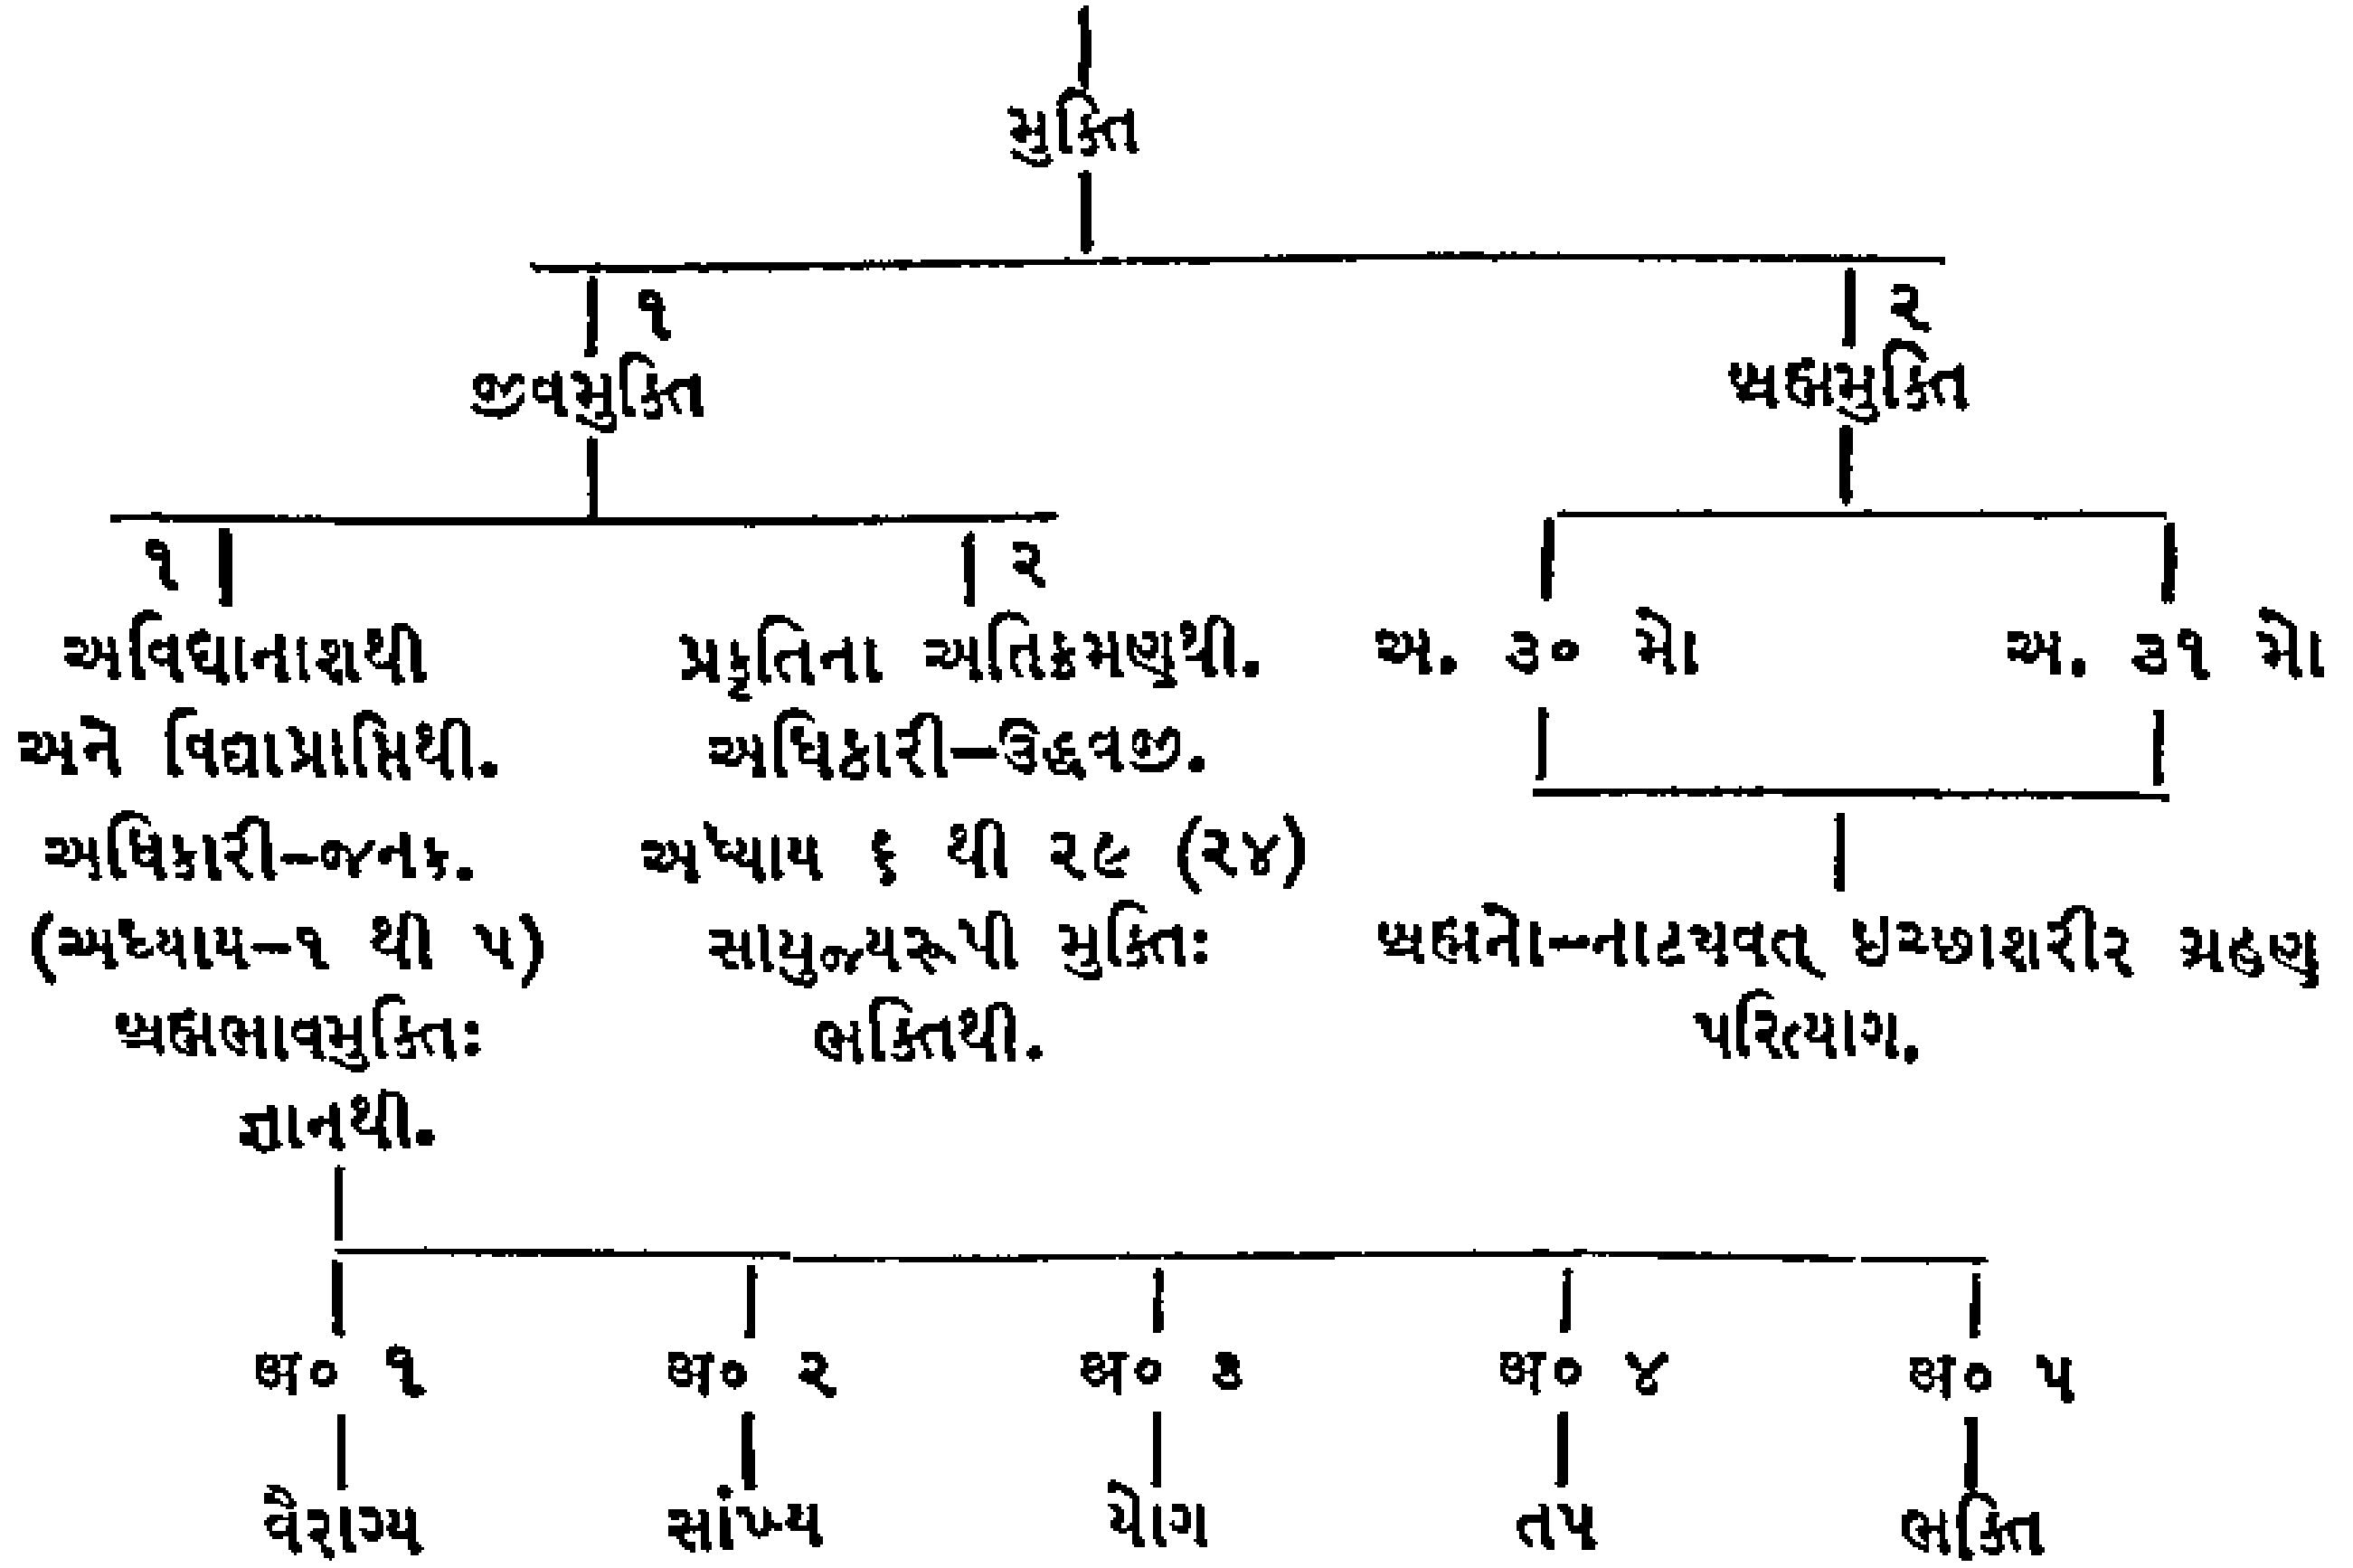 મુક્તિ
૧ ૨
જીવમુક્તિ બ્રહ્મમુક્તિ
૧ ૨
અવિદ્યાનાશથી પ્રકૃતિના અતિક્રમણથી. અ. ૩૦ મો અ. ૩૧ મો
અને વિદ્યાપ્રાપ્તિથી. અધિકારી–ઉદ્ધવજી.
અધિકારી–જનક. અધ્યાય ૬ થી ૨૯ (૨૪)
(અધ્યાય–૧ થી ૫) સાયુજ્યરૂપી મુક્તિઃ બ્રહ્મનો–નાટ્યવત્ ઇચ્છાશરીર ગ્રહણ
બ્રહ્મભાવમુક્તિઃ ભક્તિથી. પરિત્યાગ.
જ્ઞાનથી.
અ૦ ૧ અ૦ ૨ અ૦ ૩ અ૦ ૪ અ૦ ૫
વૈરાગ્ય સાંખ્ય યોગ તપ ભક્તિ